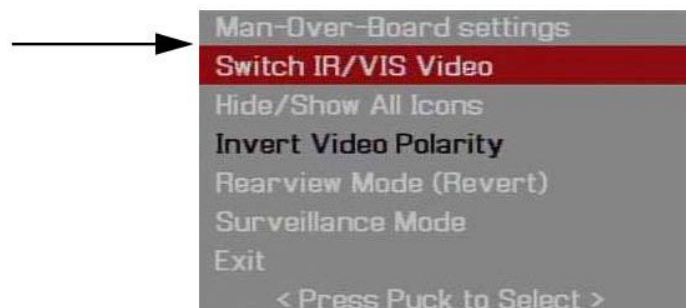 Man-Over-Board settings
Switch IR/VIS Video
Hide/Show All Icons
Invert Video Polarity
Rearview Mode (Revert)
Surveillance Mode
Exit
< Press Puck to Select >